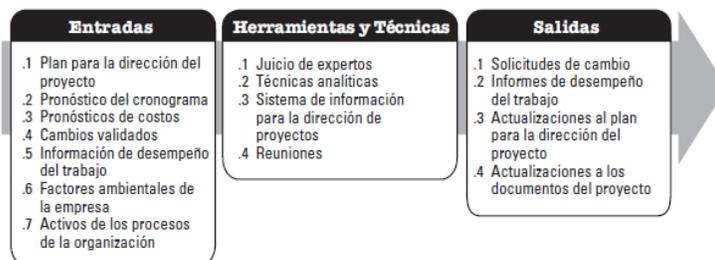 Entradas
.1 Plan para la dirección del
proyecto
.2 Pronóstico del cronograma
.3 Pronósticos de costos
.4 Cambios validados
.5 Información de desempeño
del trabajo
.6 Factores ambientales de
la empresa
.7 Activos de los procesos
de la organización
Herramientas y Técnicas
.1 Juicio de expertos
.2 Técnicas analíticas
.3 Sistema de información
para la dirección de
proyectos
.4 Reuniones
Salidas
.1 Solicitudes de cambio
.2 Informes de desempeño
del trabajo
.3 Actualizaciones al plan
para la dirección del
proyecto
.4 Actualizaciones a los
documentos del proyecto